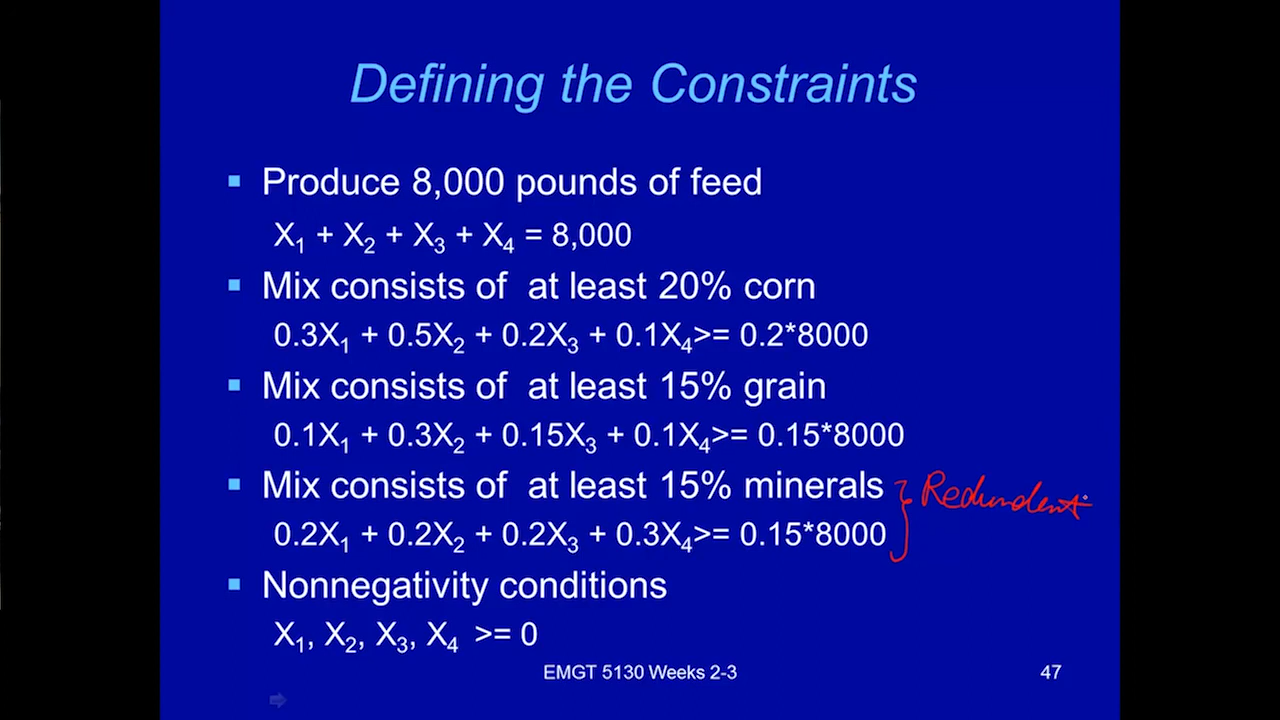 Defining the Constraints
▪ Produce 8,000 pounds of feed
X₁ + X₂ + X₃ + X₄ = 8,000
▪ Mix consists of at least 20% corn
0.3X₁ + 0.5X₂ + 0.2X₃ + 0.1X₄>= 0.2*8000
▪ Mix consists of at least 15% grain
0.1X₁ + 0.3X₂ + 0.15X₃ + 0.1X₄>= 0.15*8000
▪ Mix consists of at least 15% minerals
Redundent
0.2X₁ + 0.2X₂ + 0.2X₃ + 0.3X₄>= 0.15*8000
▪ Nonnegativity conditions
X₁, X₂, X₃, X₄ >= 0
EMGT 5130 Weeks 2-3
47